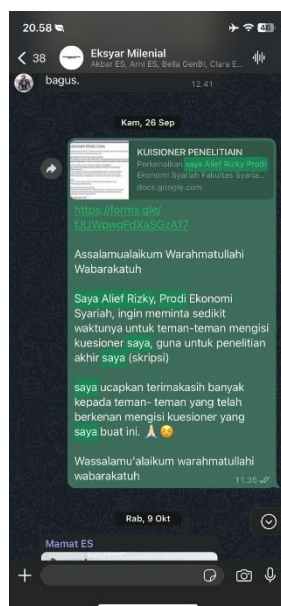 20.58
46
38
Eksyar Milenial
Akbar ES, Arni ES, Bella GenBI, Clara E...
bagus.
12.41
Kam, 26 Sep
KUISIONER PENELITIAIN
Perkenalkan saya Alief Rizky Prodi
Ekonomi Syariah Fakultas Syaria...
docs.google.com
https://forms.gle/
fJUWpwoFdXaSGzA17
Assalamualaikum Warahmatullahi
Wabarakatuh
Saya Alief Rizky, Prodi Ekonomi
Syariah, ingin meminta sedikit
waktunya untuk teman-teman mengisi
kuesioner saya, guna untuk penelitian
akhir saya (skripsi)
saya ucapkan terimakasih banyak
kepada teman- teman yang telah
berkenan mengisi kuesioner yang
saya buat ini. 🙏🏻☺️
Wassalamu'alaikum warahmatullahi
wabarakatuh
11.35
Rab, 9 Okt
Mamat ES